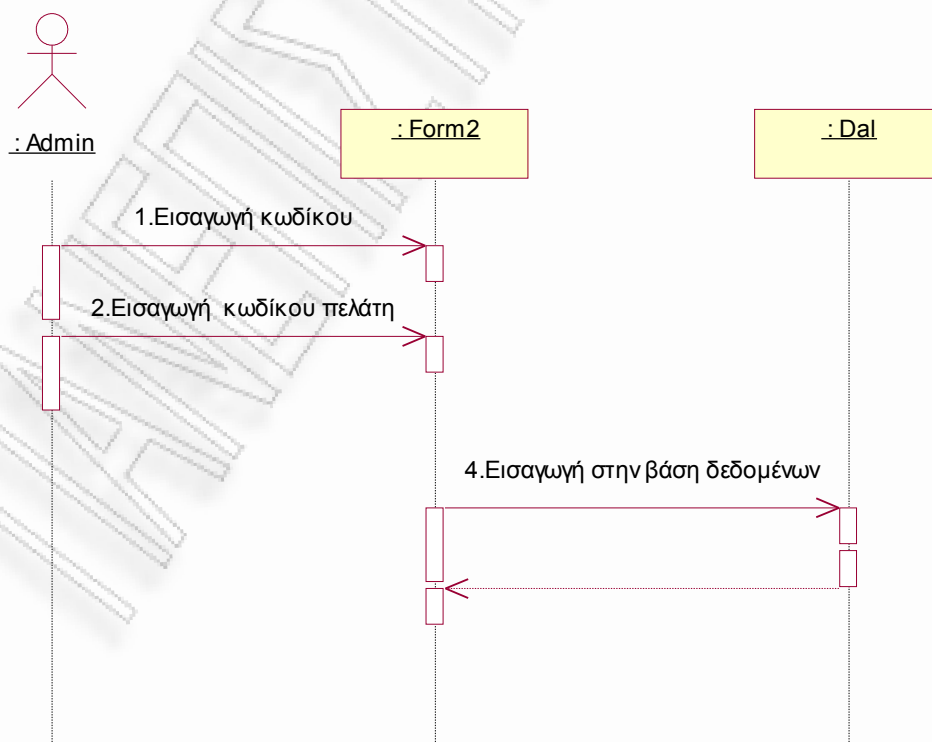 : Admin
: Form2
: Dal
1.Εισαγωγή κωδίκου
2.Εισαγωγή κωδίκου πελάτη
4.Εισαγωγή στην βάση δεδομένων